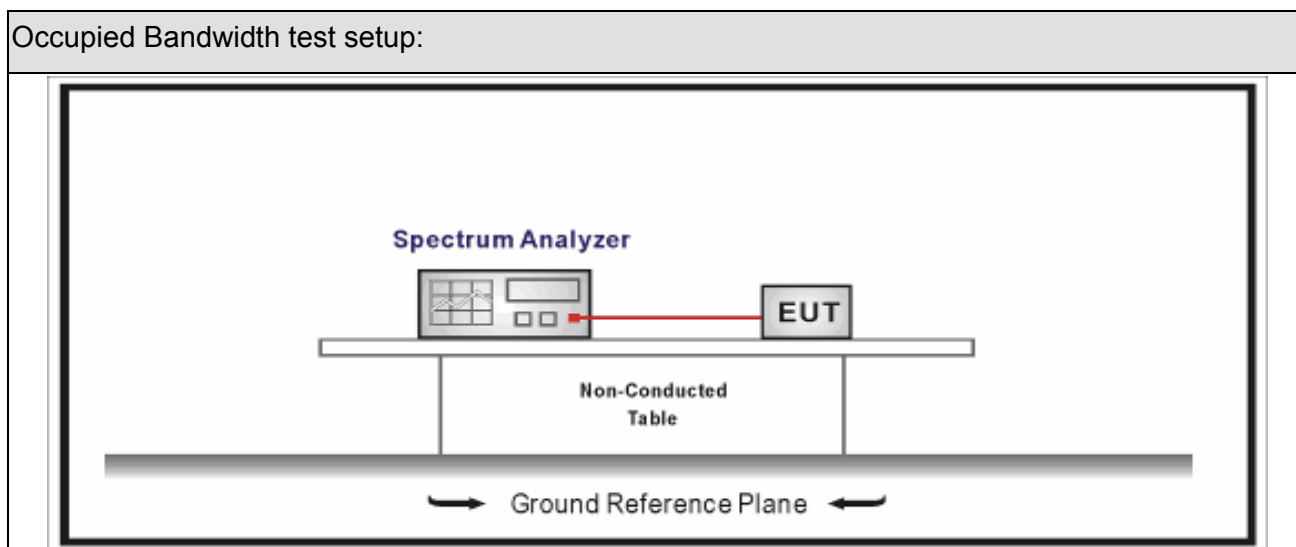 Occupied Bandwidth test setup:
Spectrum Analyzer
EUT
Non-Conducted
Table
Ground Reference Plane